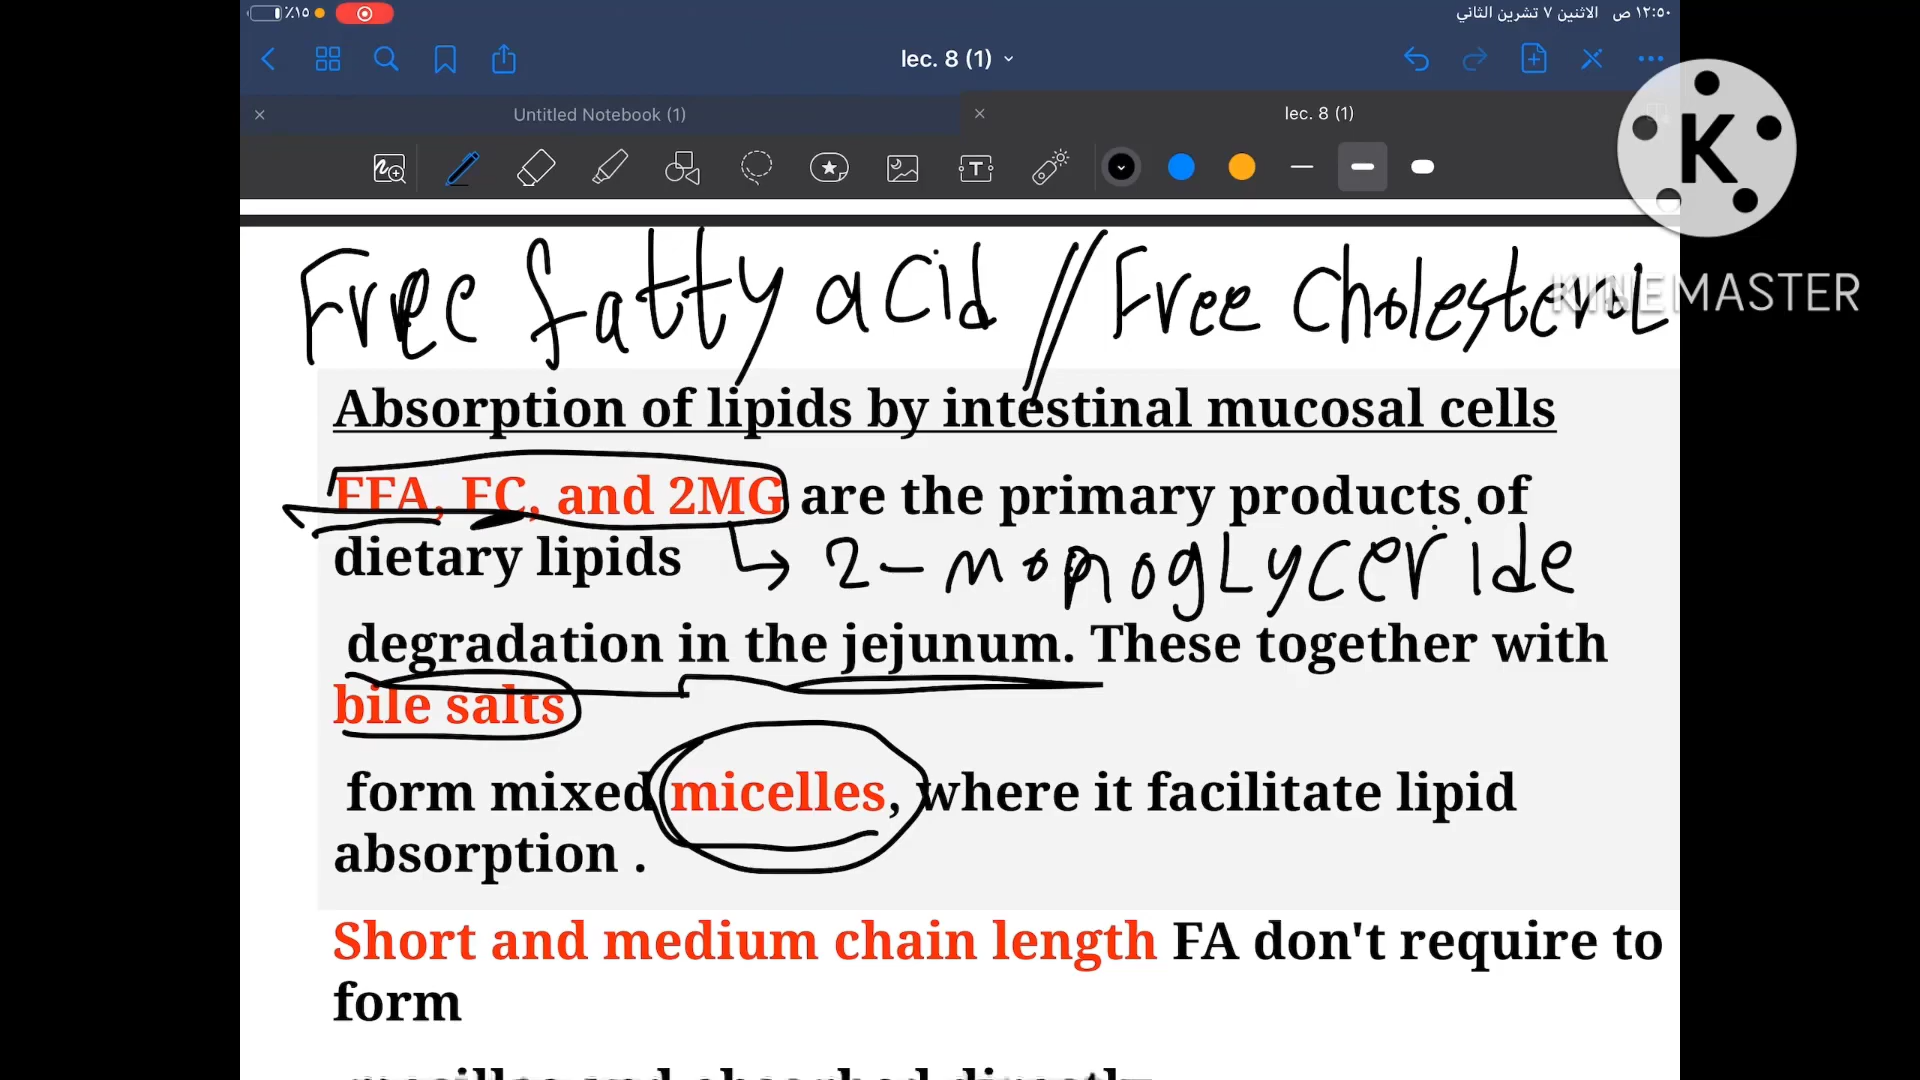 ٪١٥
١٢:٥٠ ص الاثنين ٧ تشرين الثاني
lec. 8 (1)
Untitled Notebook (1)
lec. 8 (1)
K
KINEMASTER
Free fatty acid // Free Cholesterol
Absorption of lipids by intestinal mucosal cells
FFA, FC, and 2MG are the primary products of
dietary lipids
2-monoglyceride
degradation in the jejunum. These together with
bile salts
form mixed micelles, where it facilitate lipid
absorption .
Short and medium chain length FA don't require to
form